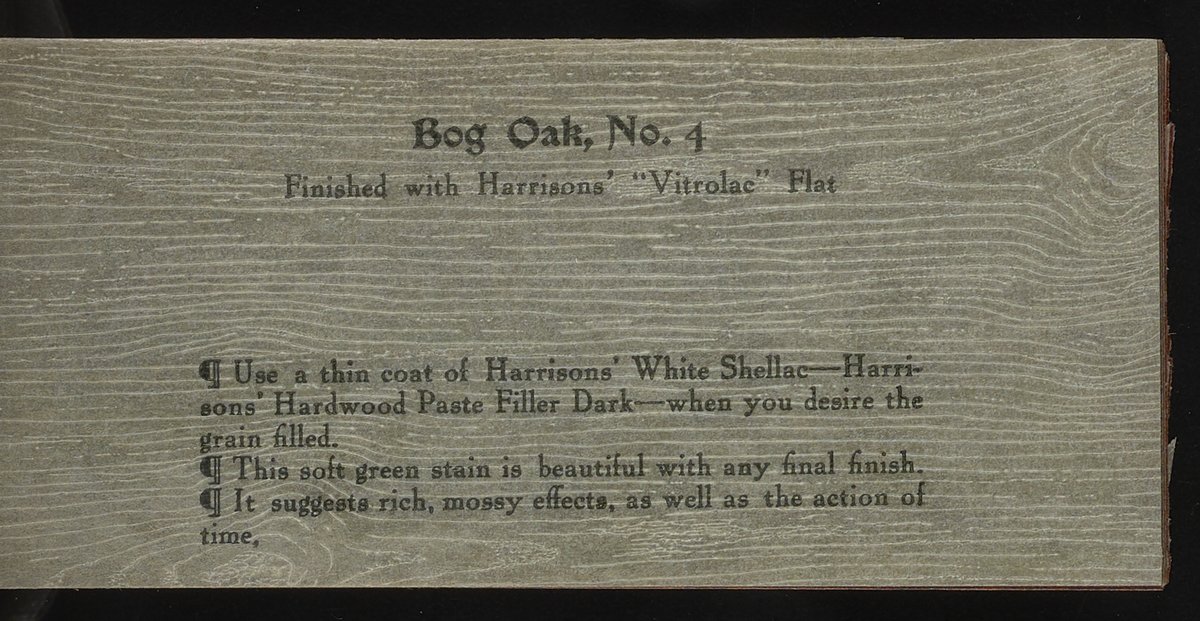 Bog Oak, No. 4
Finished with Harrisons' "Vitrolac" Flat
¶ Use a thin coat of Harrisons' White Shellac—Harri-
sons' Hardwood Paste Filler Dark—when you desire the
grain filled.
¶ This soft green stain is beautiful with any final finish.
¶ It suggests rich, mossy effects, as well as the action of
time,